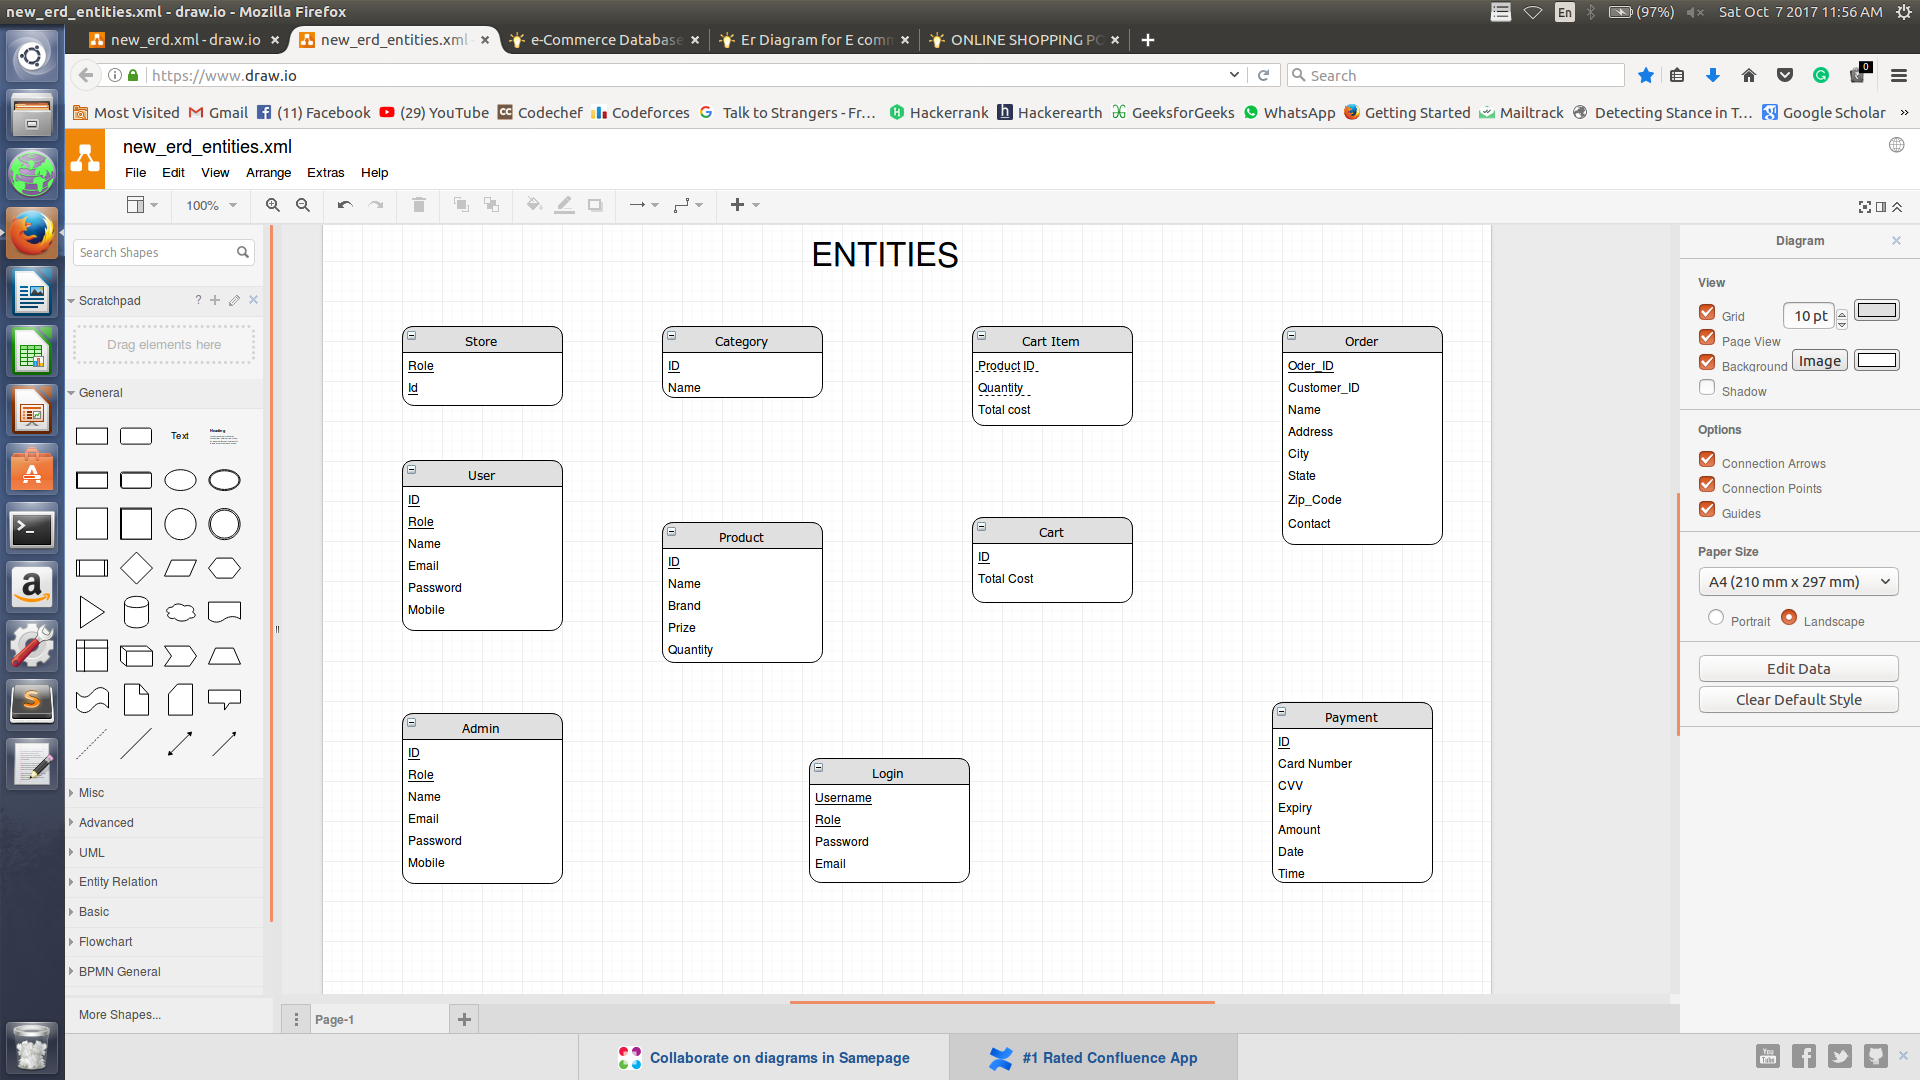 new_erd_entities.xml - draw.io - Mozilla Firefox
En (97%) Sat Oct 7 2017 11:56 AM
new_erd.xml - draw.io
new_erd_entities.xml
e-Commerce Database
Er Diagram for E comm
ONLINE SHOPPING PO
https://www.draw.io
Search
0
Most Visited
Gmail
(11) Facebook
(29) YouTube
Codechef
Codeforces
Talk to Strangers - Fr...
Hackerrank
Hackerearth
GeeksforGeeks
WhatsApp
Getting Started
Mailtrack
Detecting Stance in T...
Google Scholar
new_erd_entities.xml
File Edit View Arrange Extras Help
100%
Search Shapes
Scratchpad
?
Drag elements here
General
Text
Heading
Misc
Advanced
UML
Entity Relation
Basic
Flowchart
BPMN General
More Shapes...
ENTITIES
Store
Role
Id
Category
ID
Name
Cart Item
Product ID
Quantity
Total cost
Order
Oder_ID
Customer_ID
Name
Address
City
State
Zip_Code
Contact
User
ID
Role
Name
Email
Password
Mobile
Product
ID
Name
Brand
Prize
Quantity
Cart
ID
Total Cost
Admin
ID
Role
Name
Email
Password
Mobile
Login
Username
Role
Password
Email
Payment
ID
Card Number
CVV
Expiry
Amount
Date
Time
Diagram
View
Grid
10 pt
Page View
Background
Image
Shadow
Options
Connection Arrows
Connection Points
Guides
Paper Size
A4 (210 mm x 297 mm)
Portrait
Landscape
Edit Data
Clear Default Style
Page-1
Collaborate on diagrams in Samepage
#1 Rated Confluence App